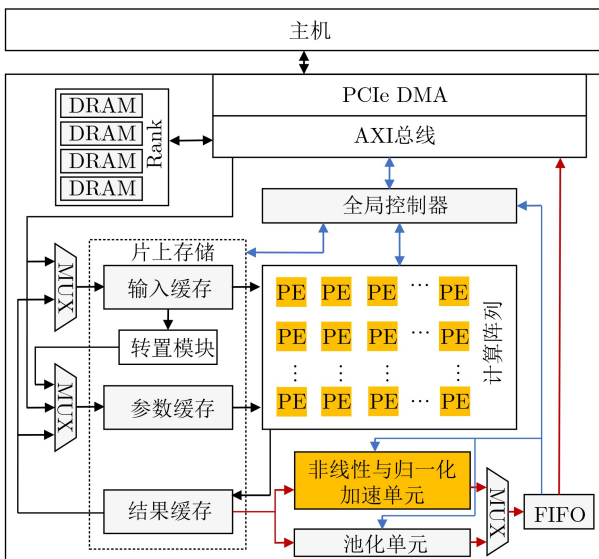 主机
PCIe DMA
AXI总线
DRAM
DRAM
DRAM
DRAM
Rank
全局控制器
片上存储
MUX
输入缓存
转置模块
MUX
参数缓存
结果缓存
PE PE PE ··· PE
PE PE PE ··· PE
⋮ ⋮ ⋮ ⋮
PE PE PE ··· PE
计算阵列
非线性与归一化
加速单元
池化单元
MUX
FIFO